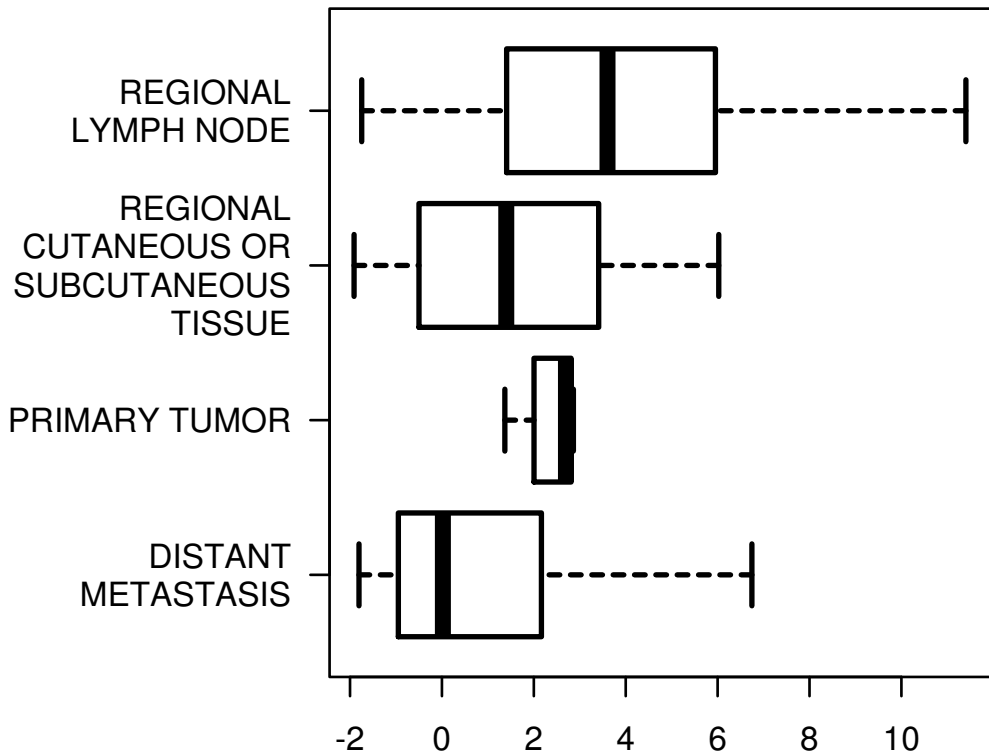 REGIONAL
LYMPH NODE
REGIONAL
CUTANEOUS OR
SUBCUTANEOUS
TISSUE
PRIMARY TUMOR
DISTANT
METASTASIS
-2 0 2 4 6 8 10